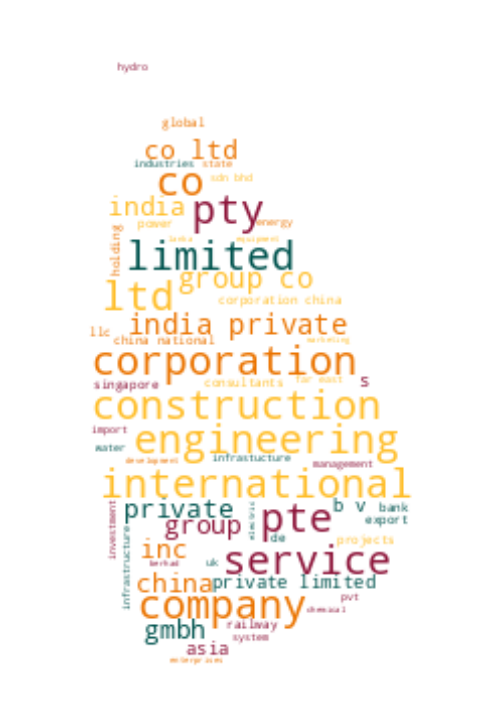 hydro
global
co ltd
industries state
co sdn bhd
india pty
power energy
lanka equipment
holding
limited
group co
ltd corporation china
india private
llc
china national marketing
corporation
singapore consultants far east s
construction
import
engineering
water infrastructure
development management
international
private b v bank
group pte export
investment
electric
de
inc projects
infrastructure
berhad uk service
china private limited
company pvt
chemical
gmbh railway
system
asia
enterprises